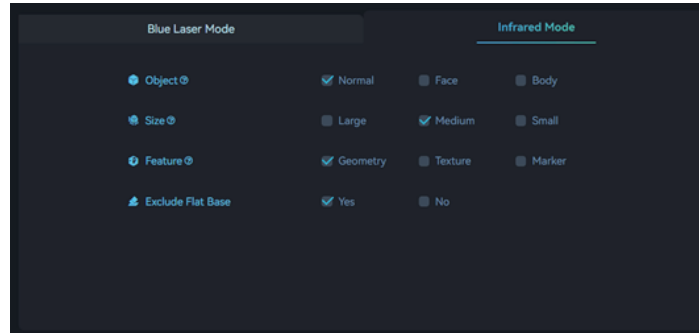 Blue Laser Mode Infrared Mode
Object Normal Face Body
Size Large Medium Small
Feature Geometry Texture Marker
Exclude Flat Base Yes No